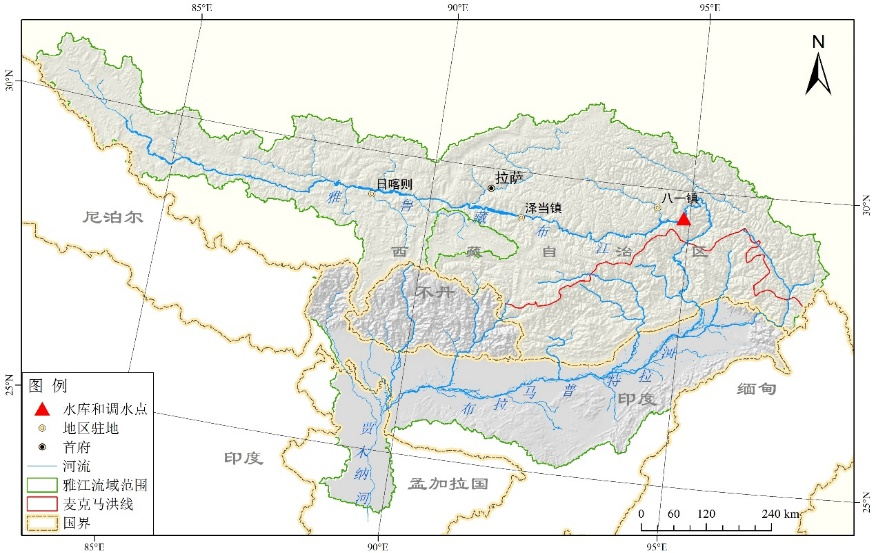 85°E
90°E
95°E
N
30°N
30°N
日喀则
拉萨
八一镇
泽当镇
雅鲁藏布江
尼泊尔
西藏自治区
不丹
布拉马普特拉河
印度
缅甸
25°N
图 例
水库和调水点
地区驻地
首府
河流
雅江流域范围
麦克马洪线
国界
贾木纳河
印度
孟加拉国
25°N
0 60 120 240 km
85°E
90°E
95°E